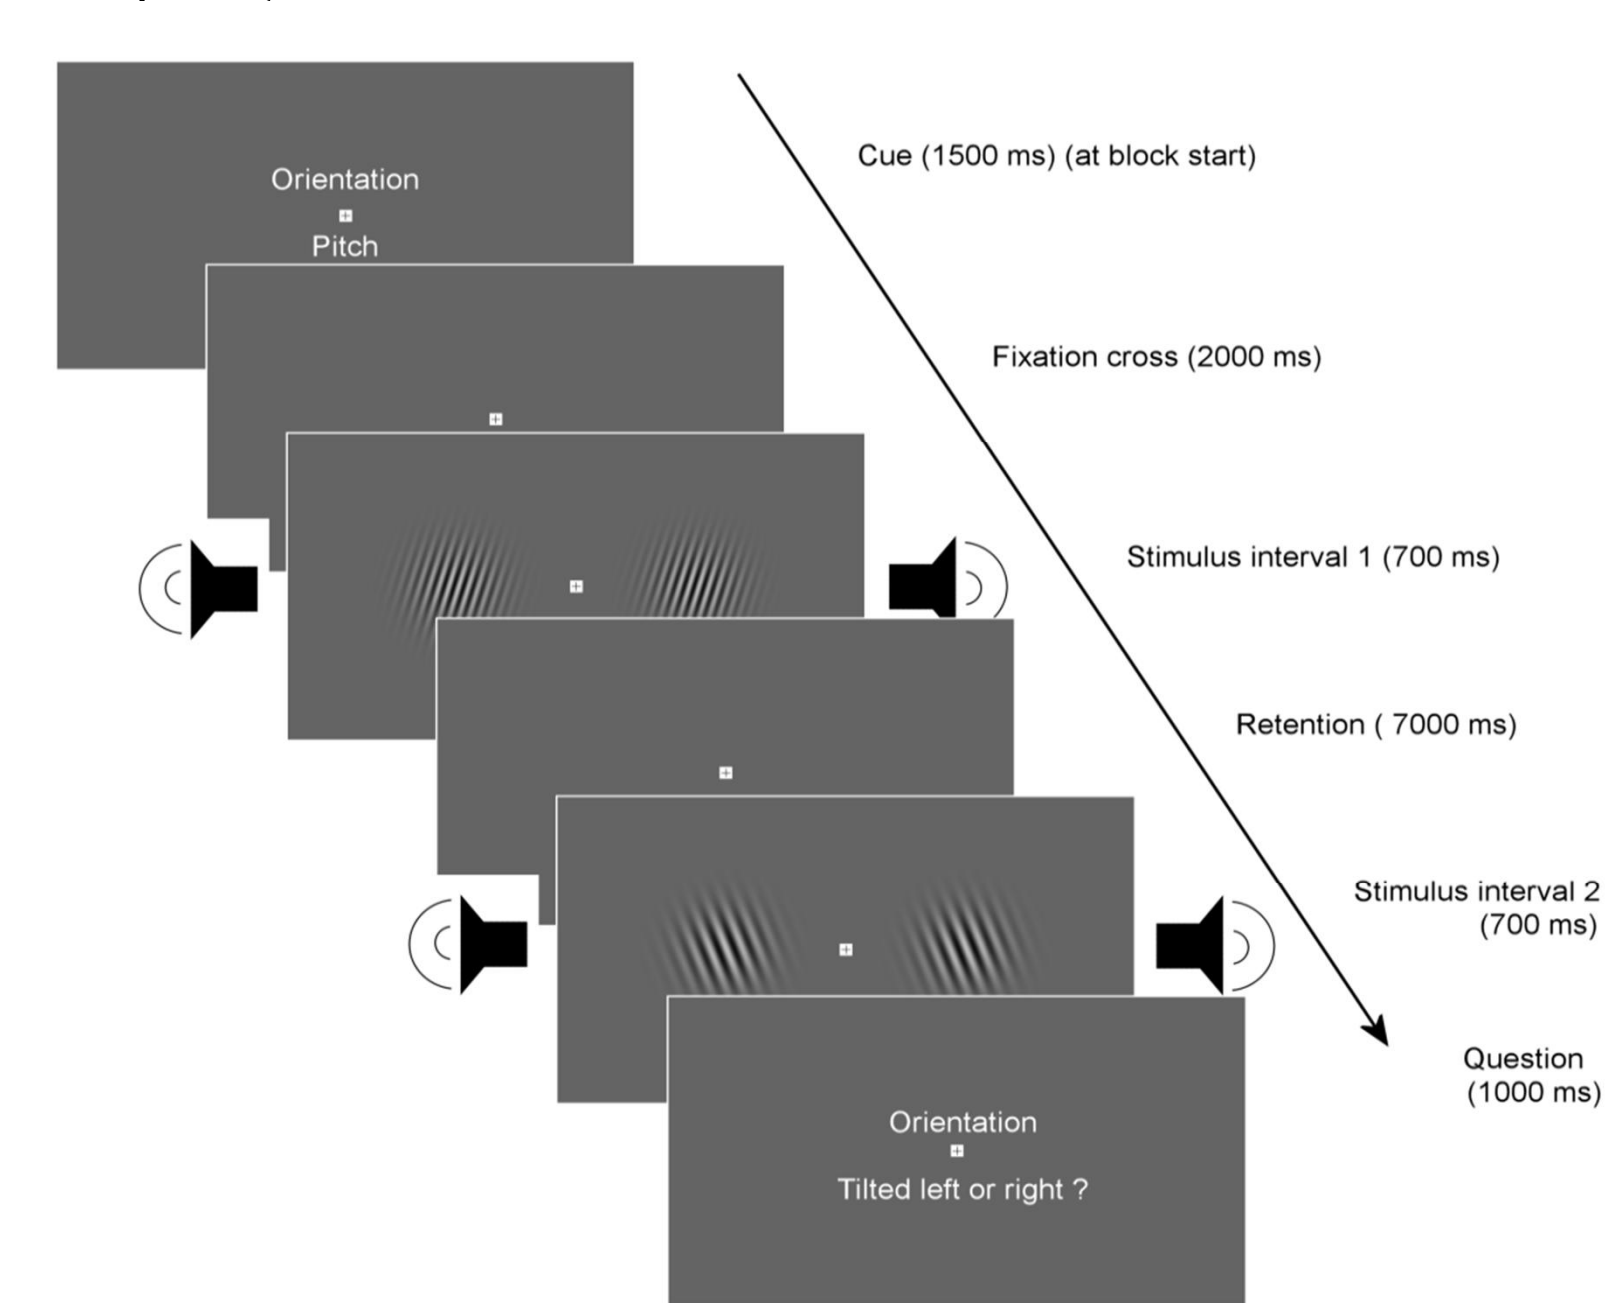 Orientation
Pitch
Cue (1500 ms) (at block start)
Fixation cross (2000 ms)
Stimulus interval 1 (700 ms)
Retention ( 7000 ms)
Stimulus interval 2
(700 ms)
Question
(1000 ms)
Orientation
Tilted left or right ?